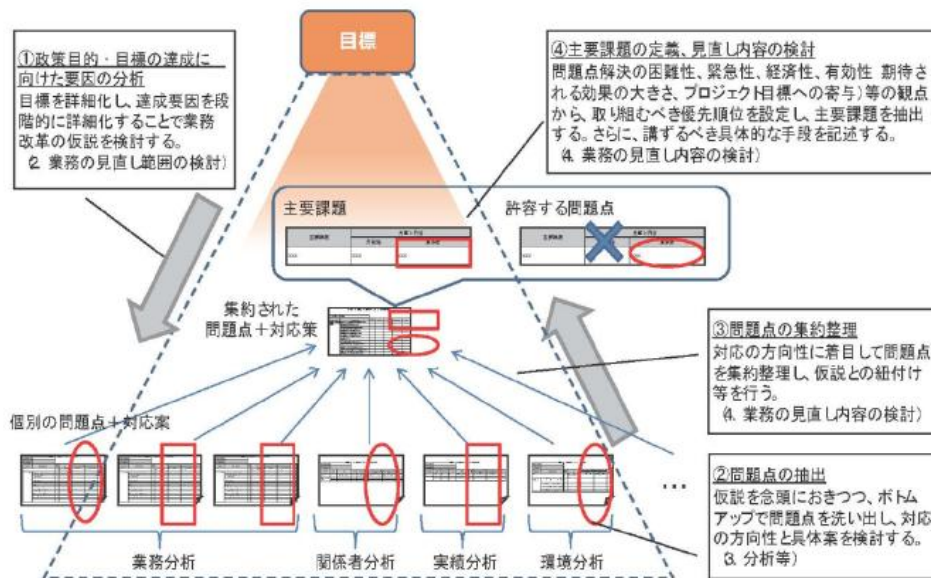 目標
①政策目的・目標の達成に
向けた要因の分析
目標を詳細化し、達成要因を段
階的に詳細化することで業務
改革の仮説を検討する。
(2. 業務の見直し範囲の検討)
④主要課題の定義、見直し内容の検討
問題点解決の困難性、緊急性、経済性、有効性 期待さ
れる効果の大きさ、プロジェクト目標への寄与)等の観点
から、取り組むべき優先順位を設定し、主要課題を抽出
する。さらに、講ずるべき具体的な手段を記述する。
(4. 業務の見直し内容の検討)
主要課題
許容する問題点
集約された
問題点+対応策
③問題点の集約整理
対応の方向性に着目して問題点
を集約整理し、仮説との紐付け
等を行う。
(4. 業務の見直し内容の検討)
個別の問題点+対応案
…
②問題点の抽出
仮説を念頭におきつつ、ボトム
アップで問題点を洗い出し、対応
の方向性と具体案を検討する。
(3. 分析等)
業務分析
関係者分析
実績分析
環境分析